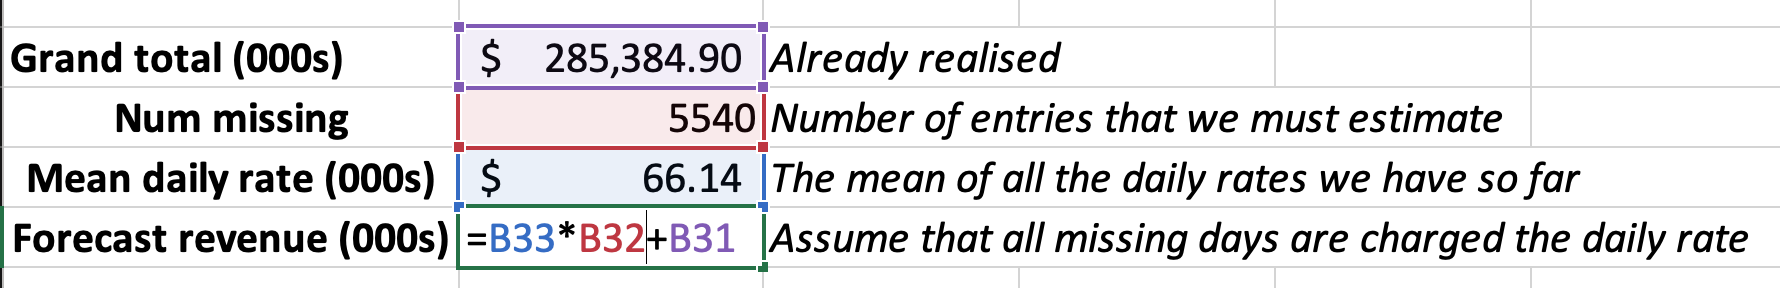 Grand total (000s) $ 285,384.90 Already realised
Num missing 5540 Number of entries that we must estimate
Mean daily rate (000s) $ 66.14 The mean of all the daily rates we have so far
Forecast revenue (000s) =B33*B32+B31 Assume that all missing days are charged the daily rate